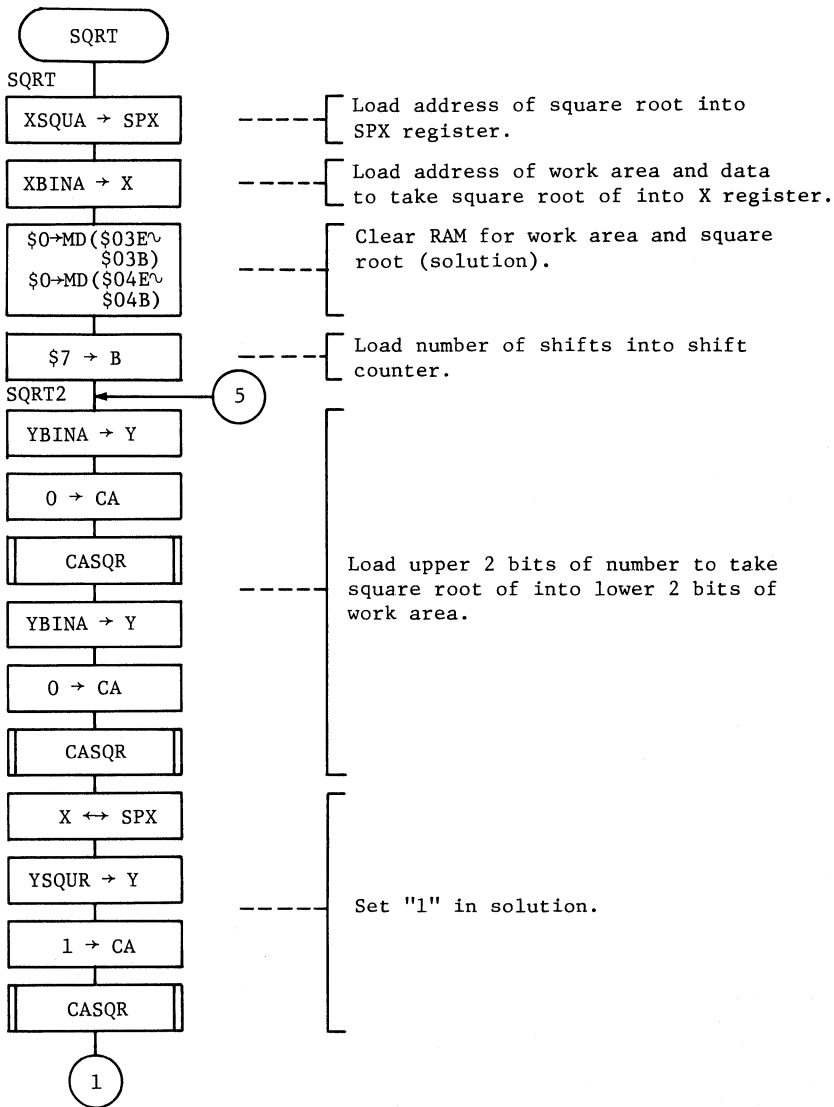 SQRT
SQRT
XSQUA → SPX
Load address of square root into
SPX register.
XBINA → X
Load address of work area and data
to take square root of into X register.
$0→MD($03E∿
$03B)
$0→MD($04E∿
$04B)
Clear RAM for work area and square
root (solution).
$7 → B
Load number of shifts into shift
counter.
SQRT2
5
YBINA → Y
0 → CA
CASQR
YBINA → Y
0 → CA
CASQR
Load upper 2 bits of number to take
square root of into lower 2 bits of
work area.
X ↔ SPX
YSQUR → Y
1 → CA
CASQR
Set "1" in solution.
1